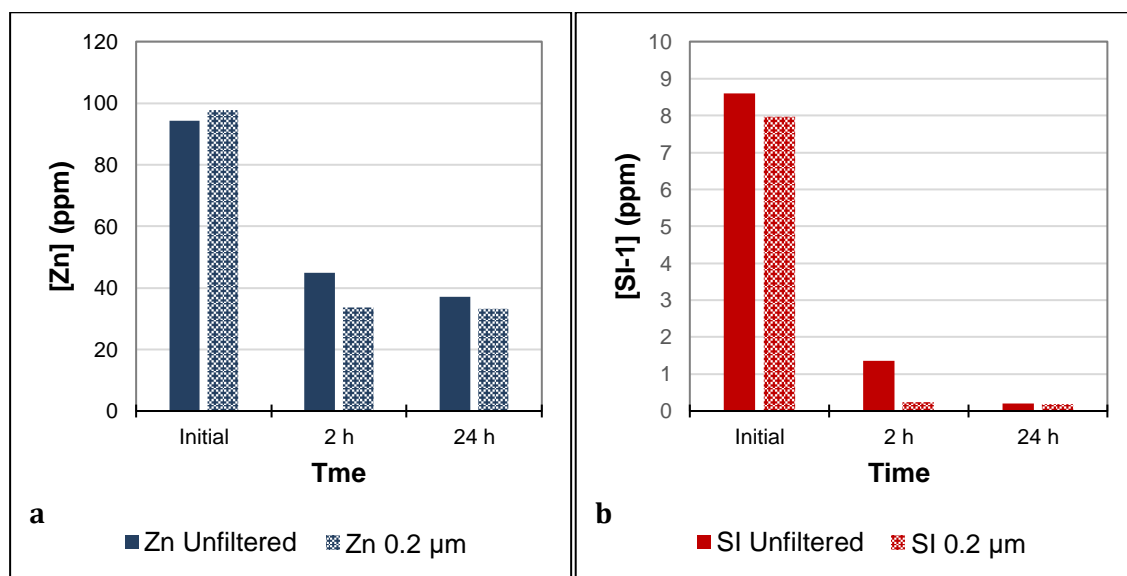 120
100
80
60
40
20
0
[Zn] (ppm)
Initial 2 h 24 h
Tme
a
Zn Unfiltered Zn 0.2 µm
10
9
8
7
6
5
4
3
2
1
0
[SI-1] (ppm)
Initial 2 h 24 h
Time
b
SI Unfiltered SI 0.2 µm